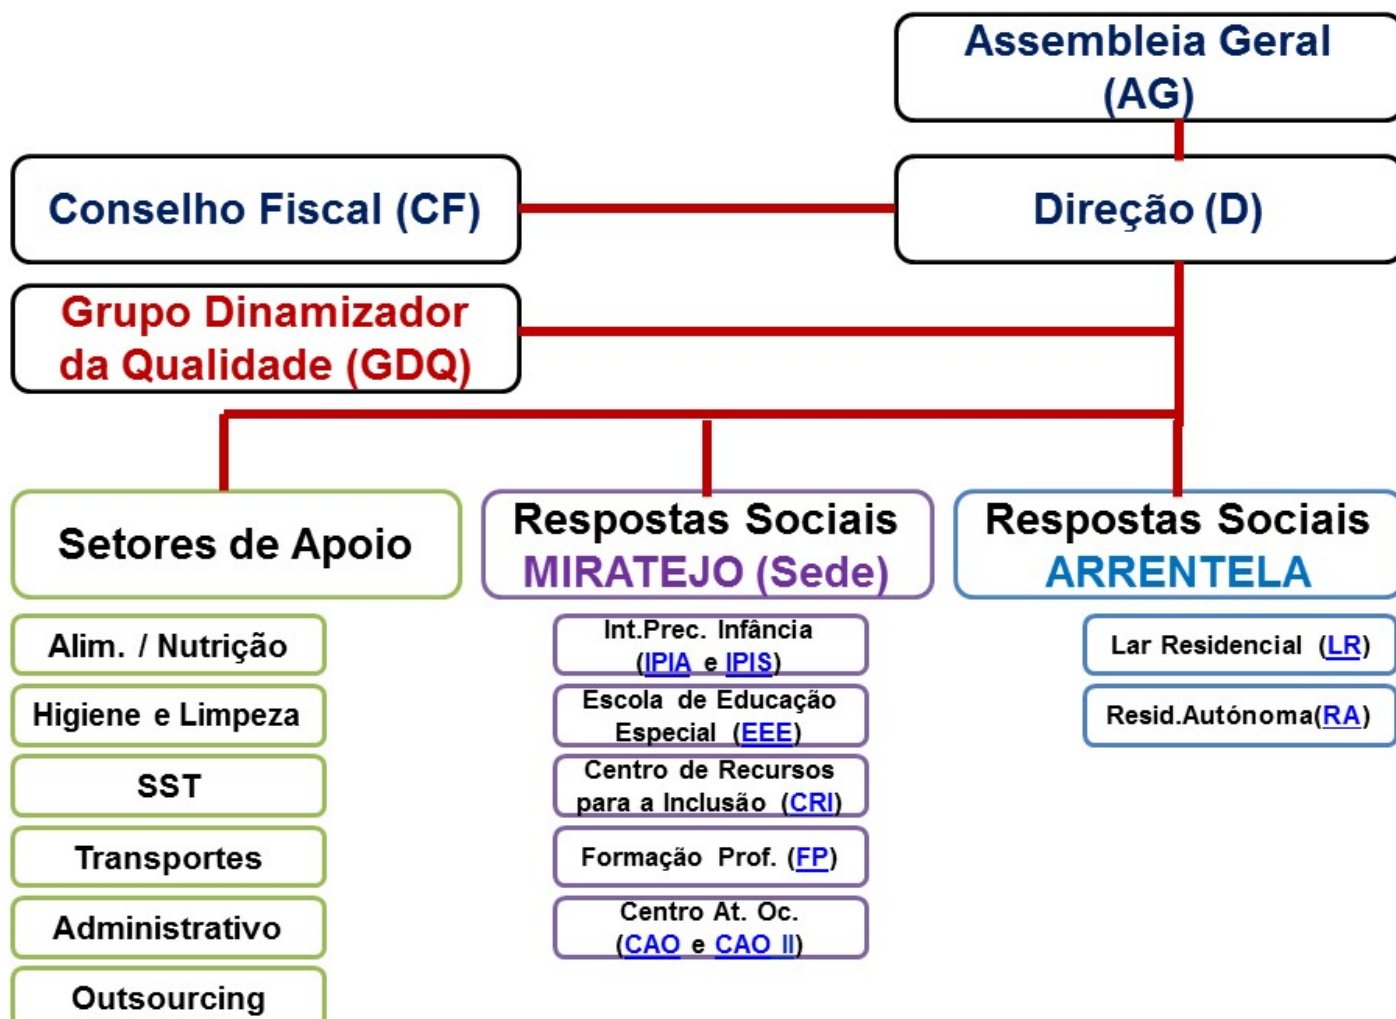 Assembleia Geral
(AG)
Conselho Fiscal (CF)
Direção (D)
Grupo Dinamizador
da Qualidade (GDQ)
Setores de Apoio
Alim. / Nutrição
Higiene e Limpeza
SST
Transportes
Administrativo
Outsourcing
Respostas Sociais
MIRATEJO (Sede)
Int.Prec. Infância
(IPIA e IPIS)
Escola de Educação
Especial (EEE)
Centro de Recursos
para a Inclusão (CRI)
Formação Prof. (FP)
Centro At. Oc.
(CAO e CAO II)
Respostas Sociais
ARRENTELA
Lar Residencial (LR)
Resid.Autónoma(RA)